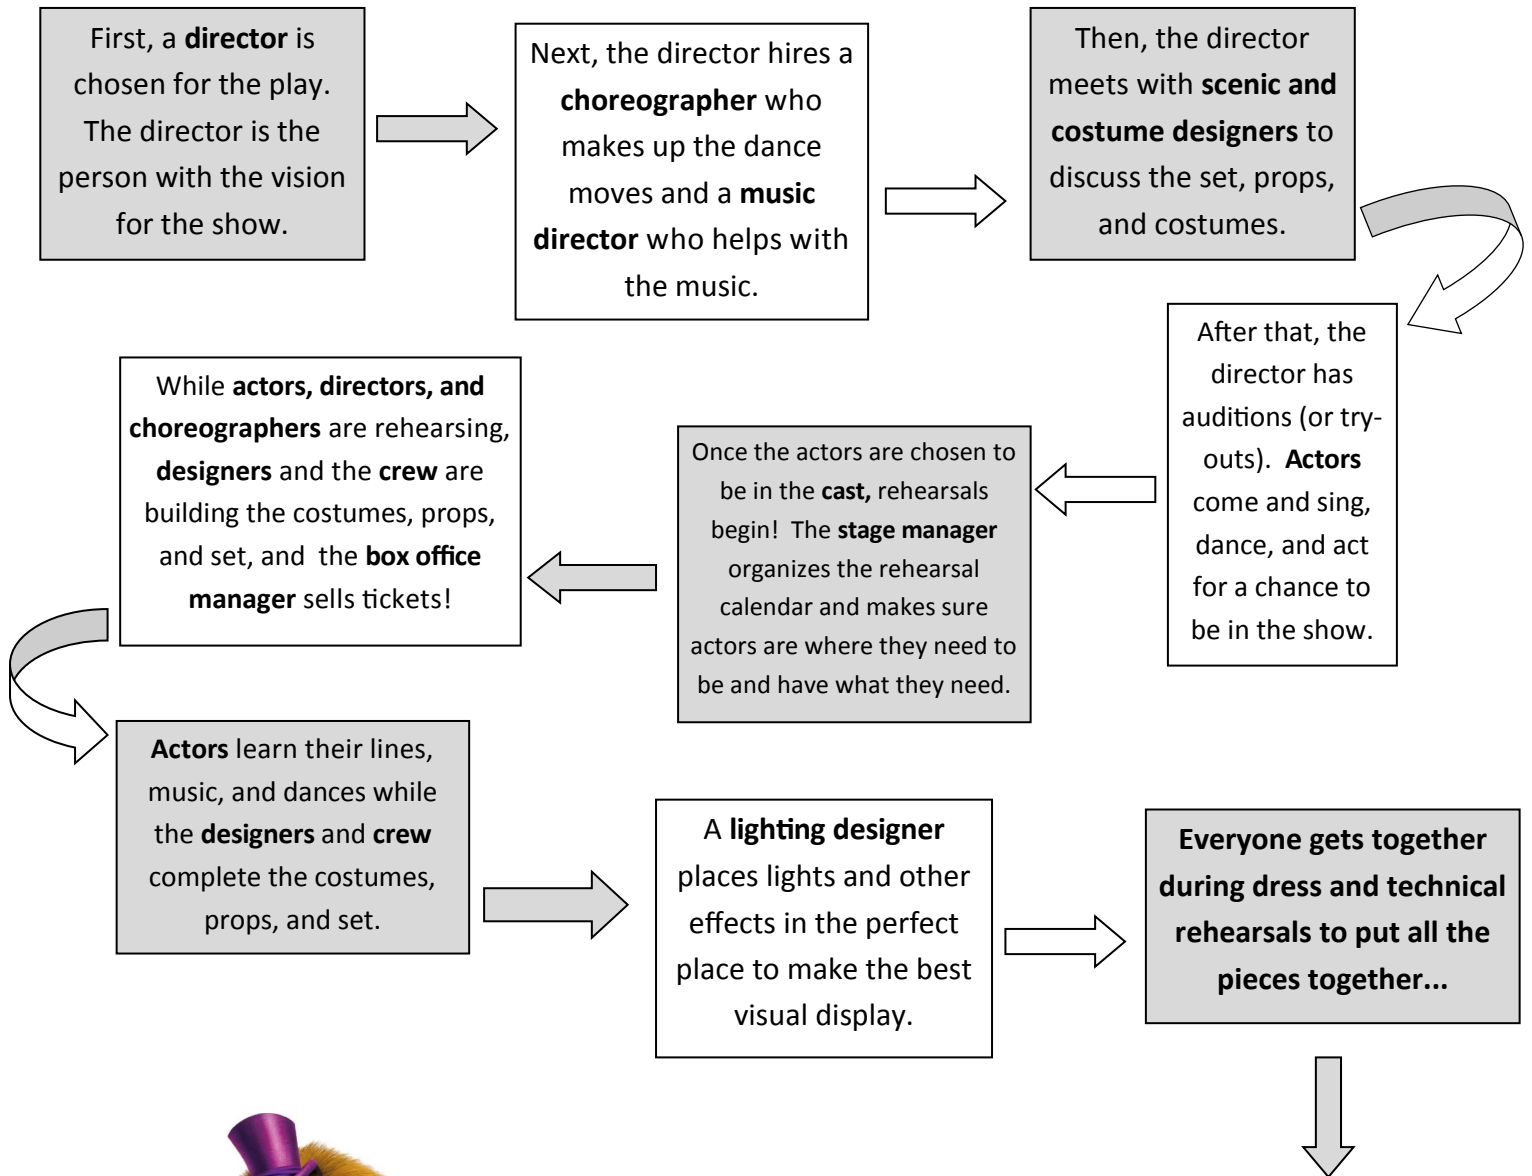 First, a director is
chosen for the play.
The director is the
person with the vision
for the show.
Next, the director hires a
choreographer who
makes up the dance
moves and a music
director who helps with
the music.
Then, the director
meets with scenic and
costume designers to
discuss the set, props,
and costumes.
After that, the
director has
auditions (or try-
outs).  Actors
come and sing,
dance, and act
for a chance to
be in the show.
Once the actors are chosen to
be in the cast, rehearsals
begin!  The stage manager
organizes the rehearsal
calendar and makes sure
actors are where they need to
be and have what they need.
While actors, directors, and
choreographers are rehearsing,
designers and the crew are
building the costumes, props,
and set, and  the box office
manager sells tickets!
Actors learn their lines,
music, and dances while
the designers and crew
complete the costumes,
props, and set.
A lighting designer
places lights and other
effects in the perfect
place to make the best
visual display.
Everyone gets together
during dress and technical
rehearsals to put all the
pieces together...